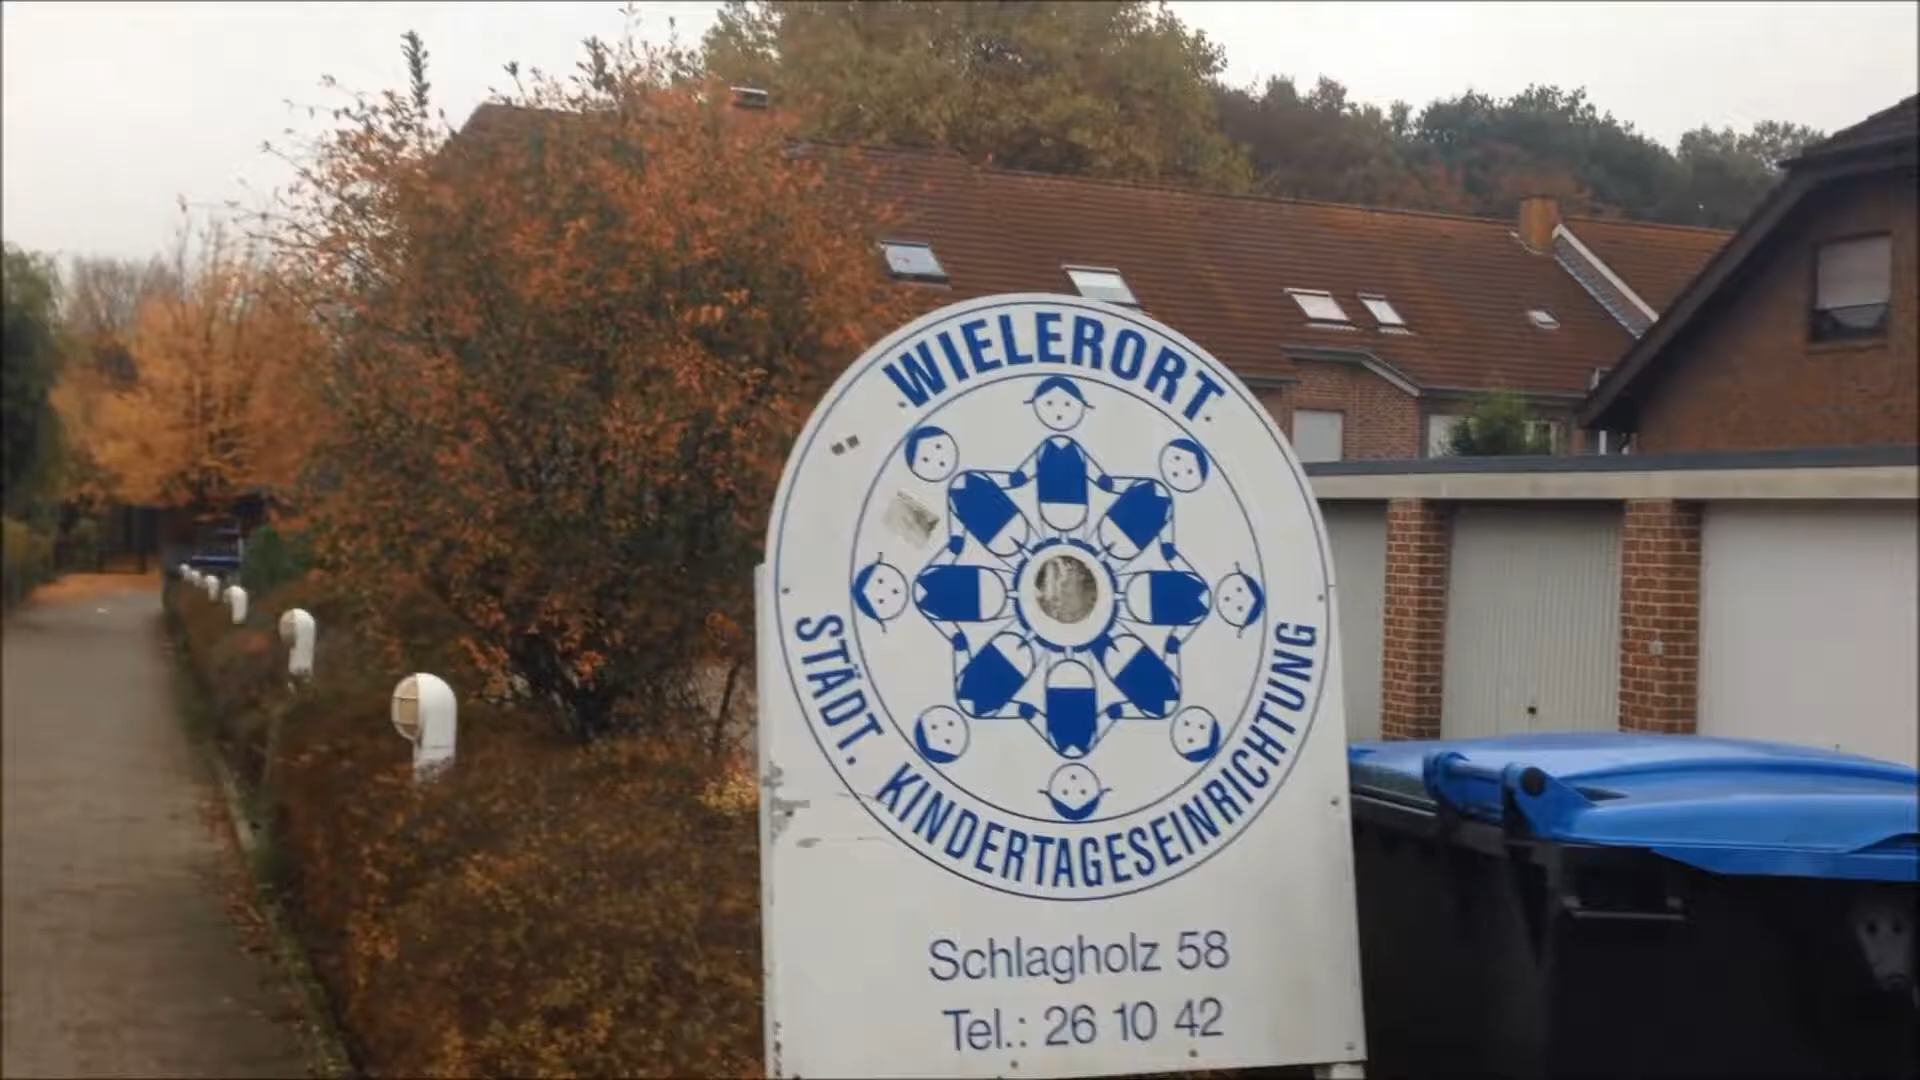 WIELERORT
STÄDT. KINDERTAGESEINRICHTUNG
Schlagholz 58
Tel.: 26 10 42